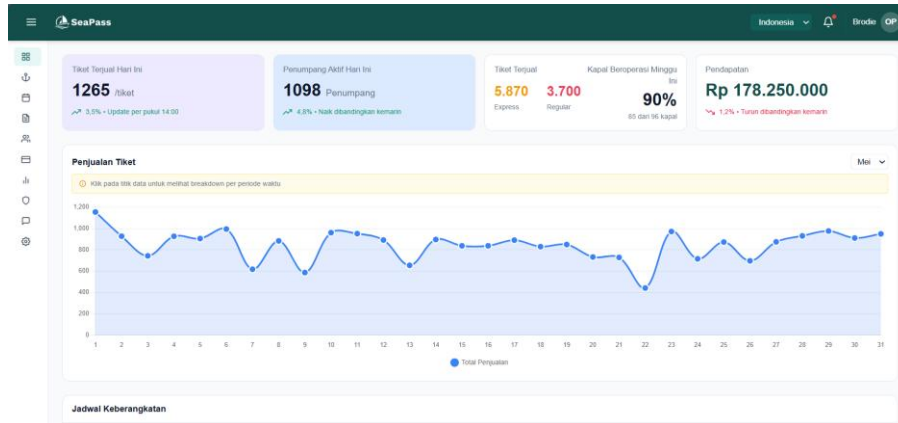 SeaPass
Indonesia
Brodie
OP
Tiket Terjual Hari Ini
1265 /tiket
3,5% • Update per pukul 14:00
Penumpang Aktif Hari Ini
1098 Penumpang
4,8% • Naik dibandingkan kemarin
Tiket Terjual
5.870 3.700
Express Regular
Kapal Beroperasi Minggu
Ini
90%
85 dari 96 kapal
Pendapatan
Rp 178.250.000
1,2% • Turun dibandingkan kemarin
Penjualan Tiket
Mei
Klik pada titik data untuk melihat breakdown per periode waktu
1,200
1,000
800
600
400
200
0
1 2 3 4 5 6 7 8 9 10 11 12 13 14 15 16 17 18 19 20 21 22 23 24 25 26 27 28 29 30 31
Total Penjualan
Jadwal Keberangkatan